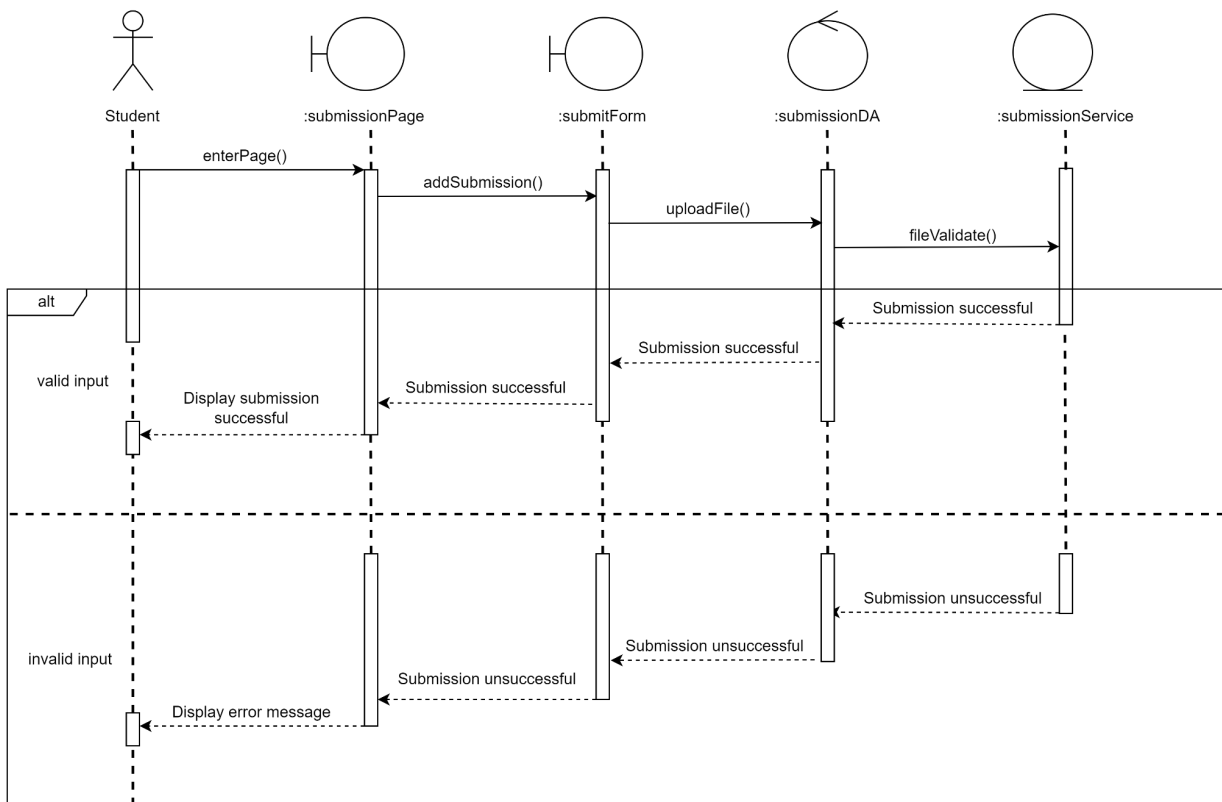 Student
:submissionPage
:submitForm
:submissionDA
:submissionService
enterPage()
addSubmission()
uploadFile()
fileValidate()
alt
Submission successful
Submission successful
valid input
Submission successful
Display submission
successful
Submission unsuccessful
Submission unsuccessful
invalid input
Submission unsuccessful
Display error message